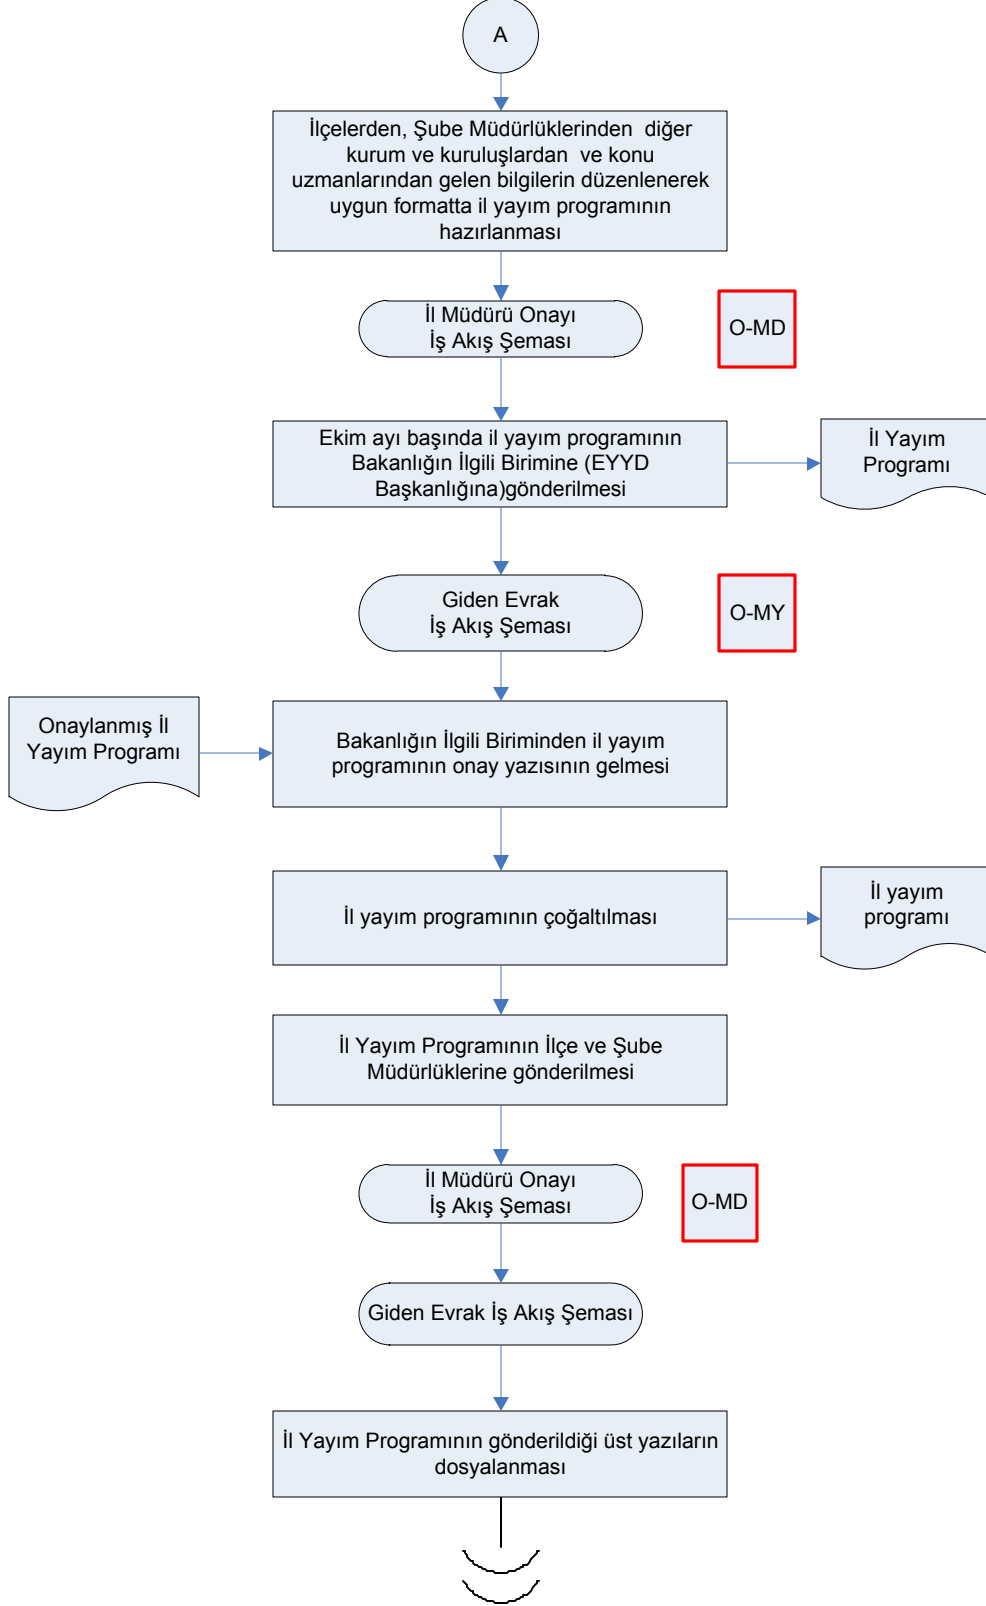 A
İlçelerden, Şube Müdürlüklerinden  diğer
kurum ve kuruluşlardan  ve konu
uzmanlarından gelen bilgilerin düzenlenerek
uygun formatta il yayım programının
hazırlanması
İl Müdürü Onayı
İş Akış Şeması
O-MD
Ekim ayı başında il yayım programının
Bakanlığın İlgili Birimine (EYYD
Başkanlığına)gönderilmesi
İl Yayım
Programı
Giden Evrak
İş Akış Şeması
O-MY
Onaylanmış İl
Yayım Programı
Bakanlığın İlgili Biriminden il yayım
programının onay yazısının gelmesi
İl yayım programının çoğaltılması
İl yayım
programı
İl Yayım Programının İlçe ve Şube
Müdürlüklerine gönderilmesi
İl Müdürü Onayı
İş Akış Şeması
O-MD
Giden Evrak İş Akış Şeması
İl Yayım Programının gönderildiği üst yazıların
dosyalanması